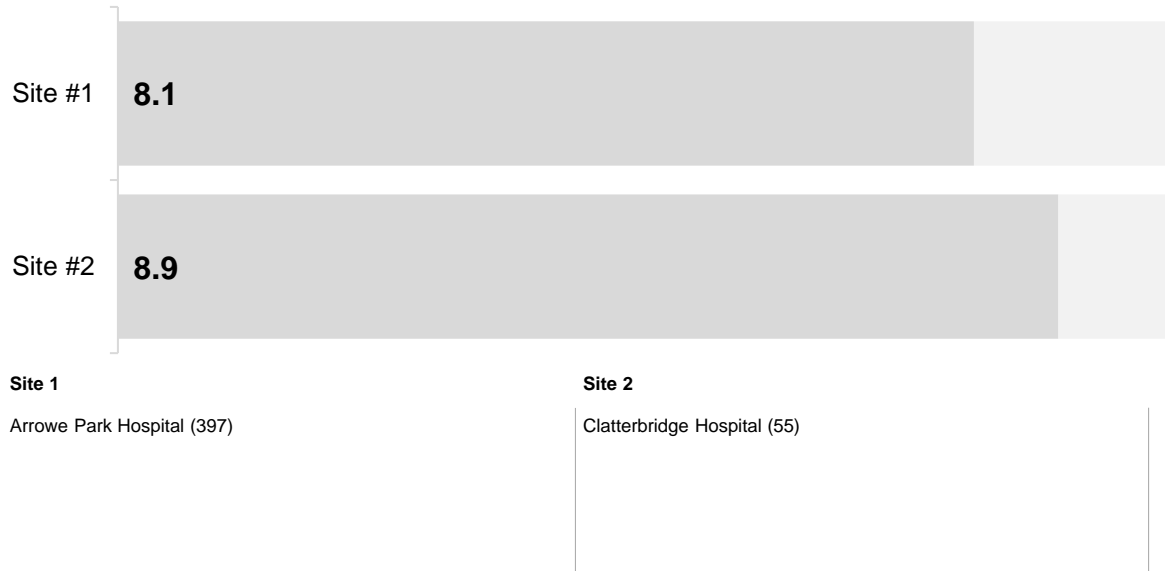 Site #1
8.1
Site #2
8.9
Site 1
Arrowe Park Hospital (397)
Site 2
Clatterbridge Hospital (55)